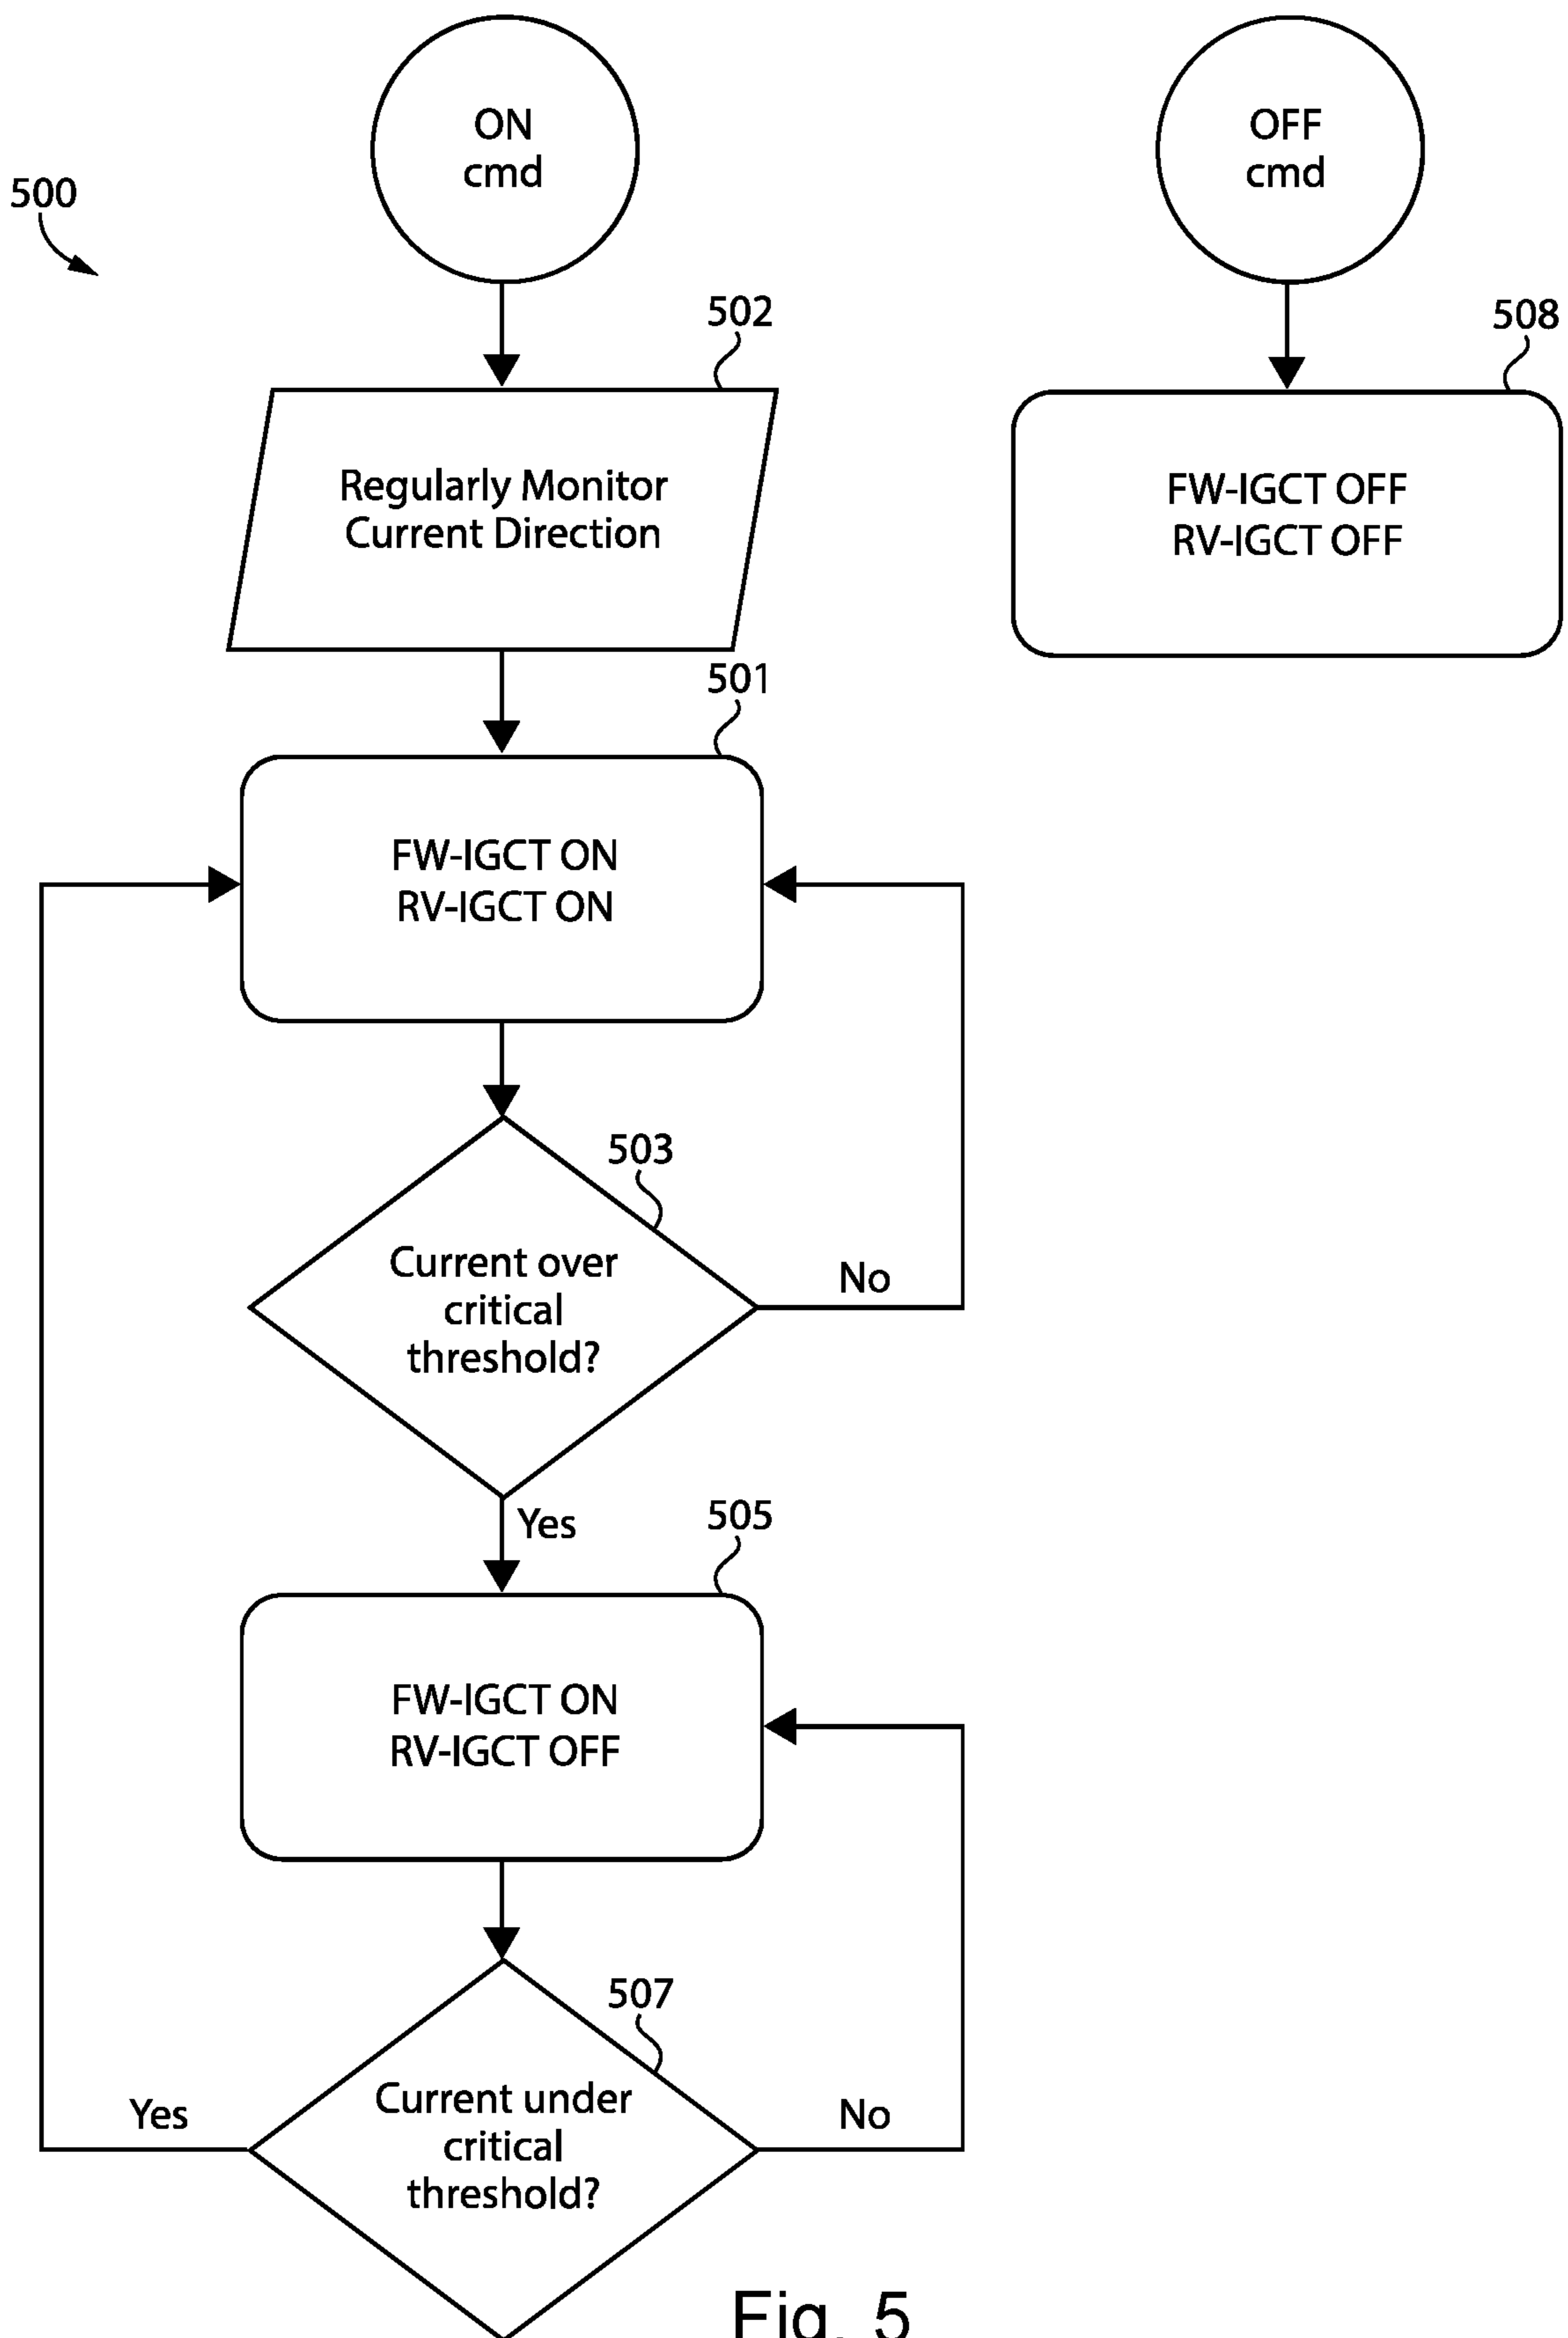 ON
cmd
OFF
cmd
500
502
508
Regularly Monitor
Current Direction
FW-IGCT OFF
RV-IGCT OFF
501
FW-IGCT ON
RV-IGCT ON
503
Current over
critical
threshold?
No
Yes
505
FW-IGCT ON
RV-IGCT OFF
507
Current under
critical
threshold?
Yes
No
Fig. 5